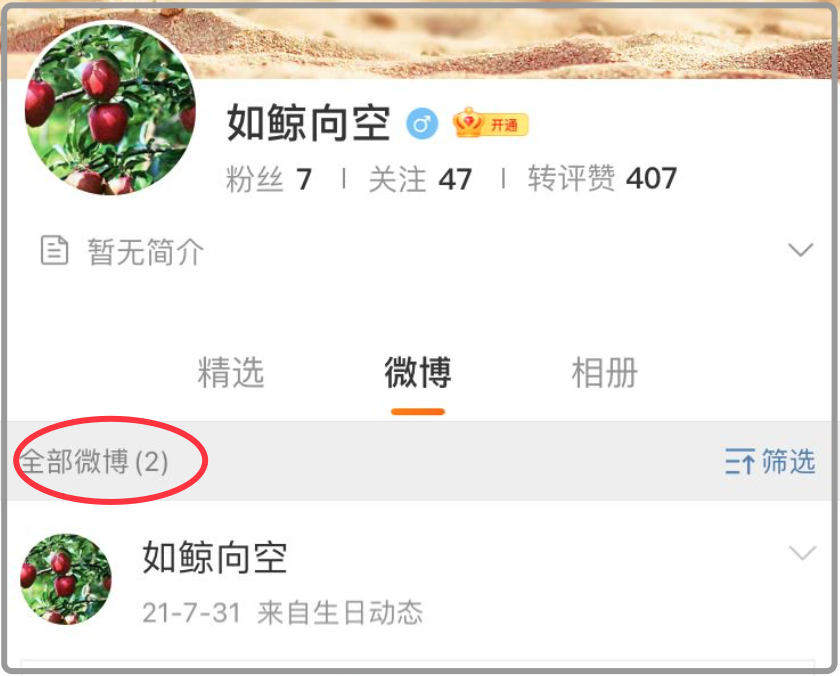 如鲸向空 开通
粉丝 7 | 关注 47 | 转评赞 407
暂无简介
精选 微博 相册
全部微博(2) 筛选
如鲸向空
21-7-31 来自生日动态